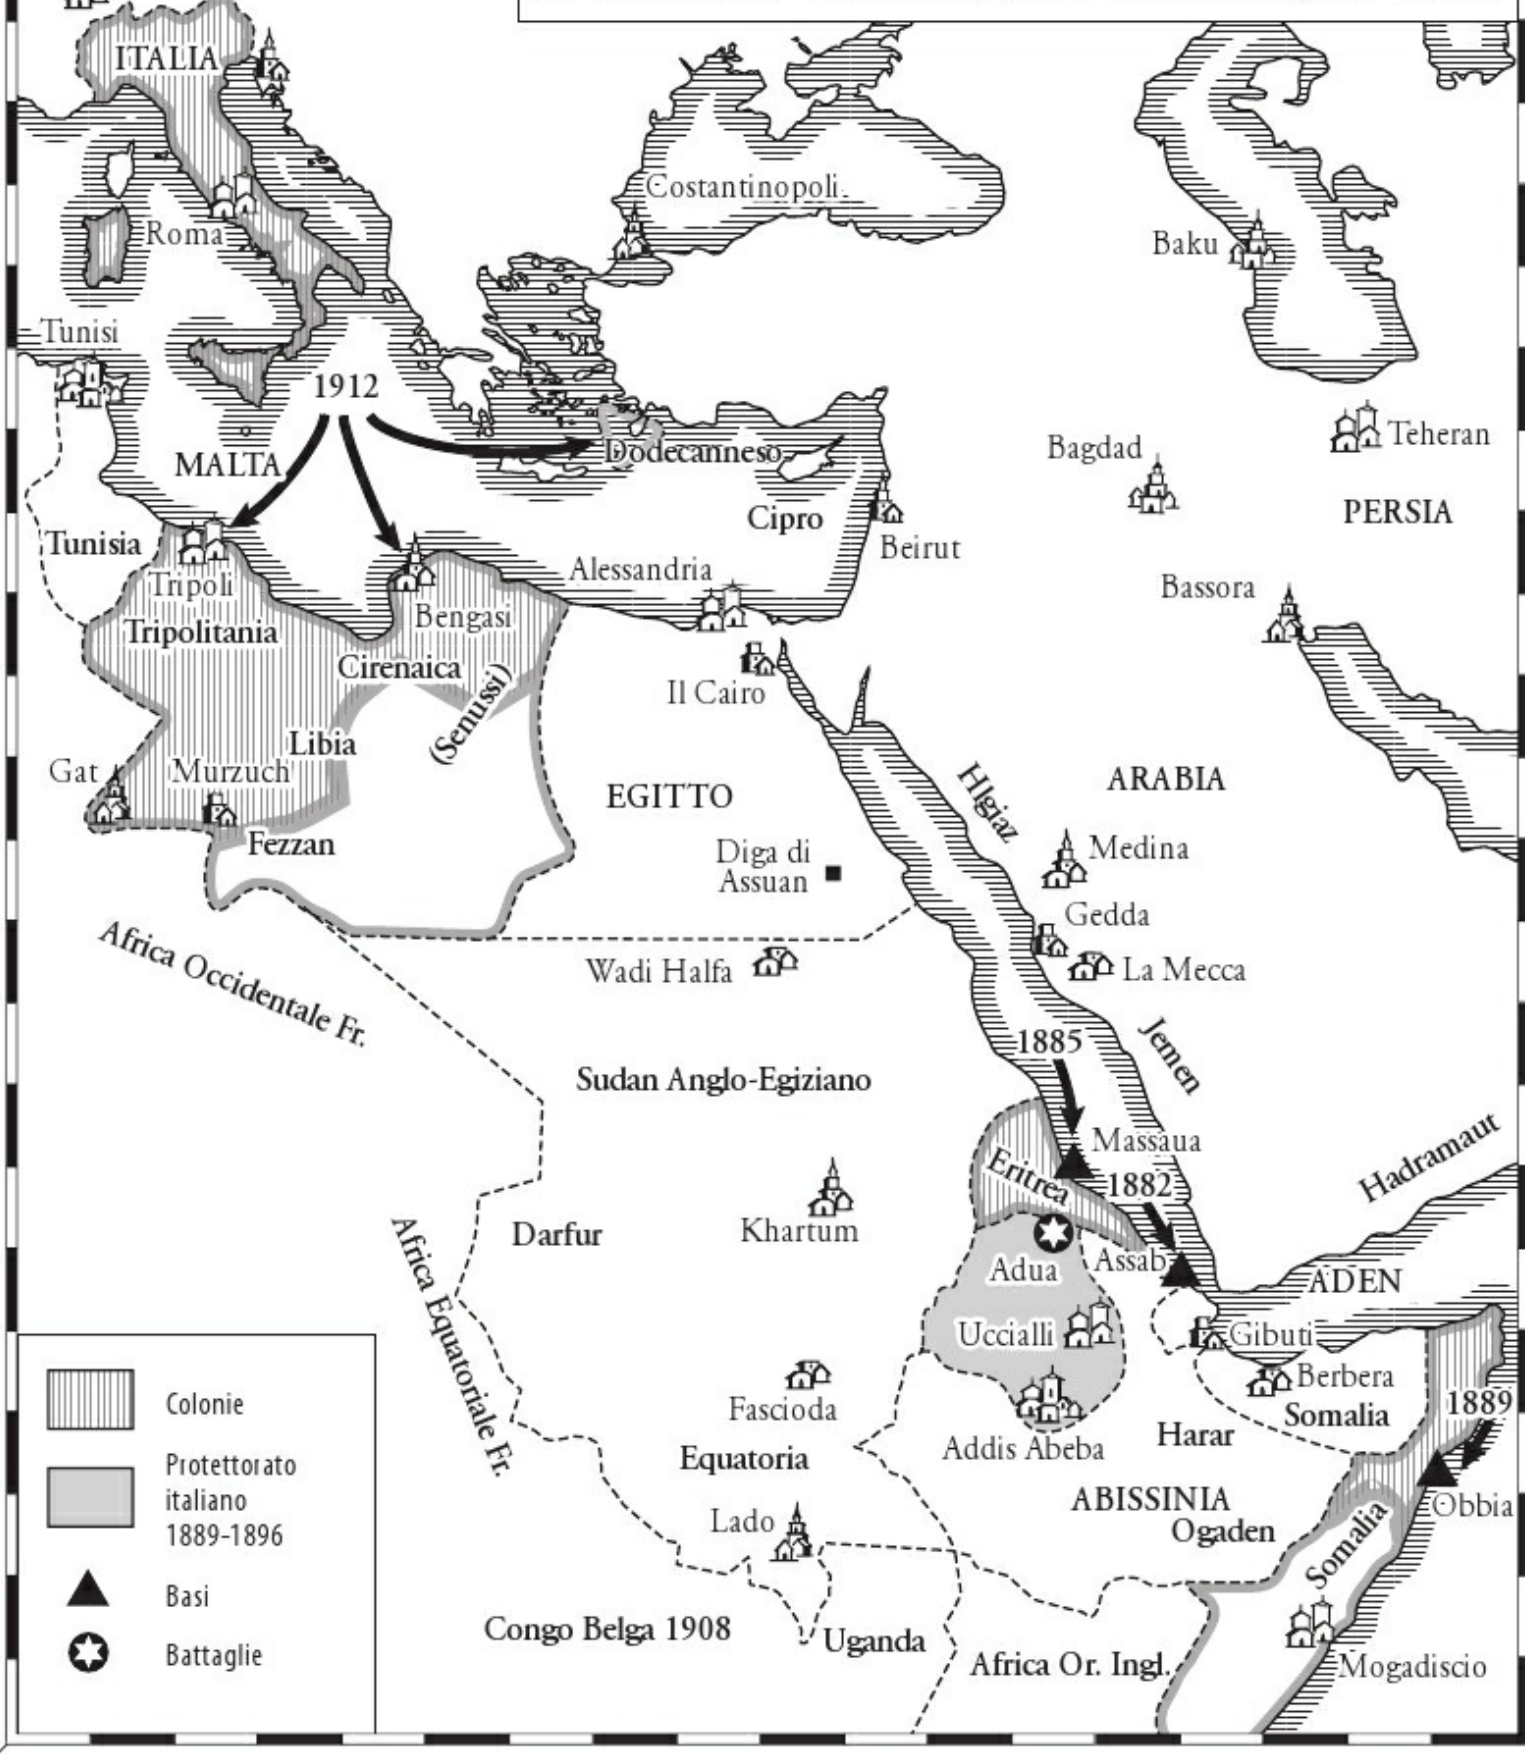 ITALIA
Costantinopoli
Roma
Baku
Tunisi
1912
Teheran
Bagdad
Dodecanneso
MALTA
PERSIA
Cipro
Tunisia
Beirut
Alessandria
Tripoli
Bassora
Bengasi
Tripolitania
Cirenaica
Il Cairo
(Senussi)
Libia
Gat
Murzuch
ARABIA
EGITTO
HIgiaz
Fezzan
Diga di
Assuan
Medina
Gedda
Africa Occidentale Fr.
Wadi Halfa
La Mecca
1885
Jemen
Sudan Anglo-Egiziano
Massaua
Eritrea
1882
Hadramaut
Darfur
Khartum
Africa Equatoriale Fr.
Adua
Assab
ADEN
Uccialli
Gibuti
Berbera
Somalia
1889
Fascioda
Harar
Addis Abeba
Equatoria
ABISSINIA
Obbia
Lado
Ogaden
Somalia
Congo Belga 1908
Uganda
Africa Or. Ingl.
Mogadiscio
Colonie
Protettorato
italiano
1889-1896
Basi
Battaglie